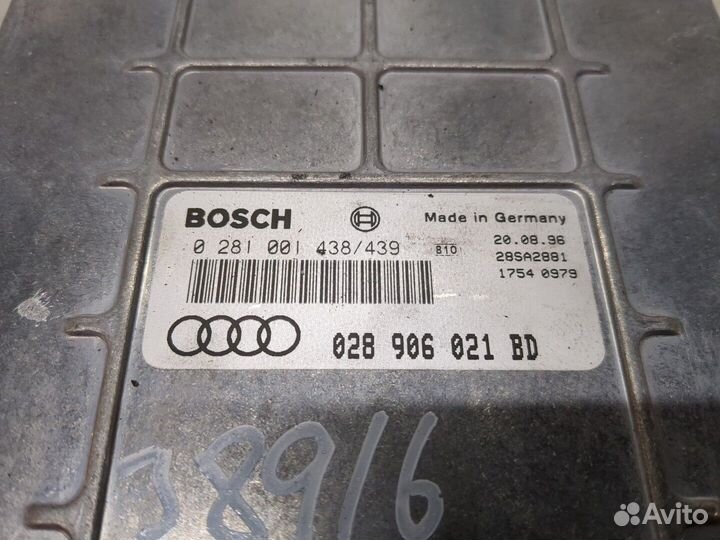 BOSCH
Made in Germany
0 281 001 438/439
810
20.08.96
28SA2881
1754 0979
028 906 021 BD
38916
Avito